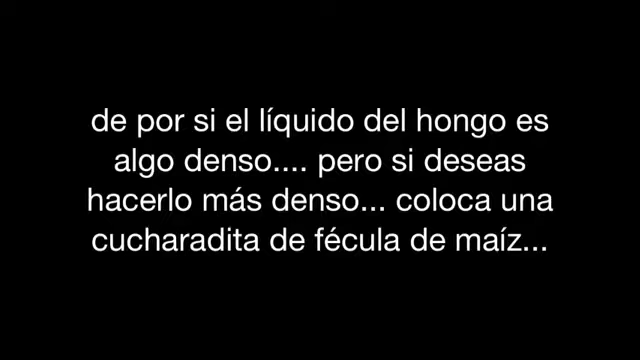 de por si el líquido del hongo es
algo denso.... pero si deseas
hacerlo más denso... coloca una
cucharadita de fécula de maíz...